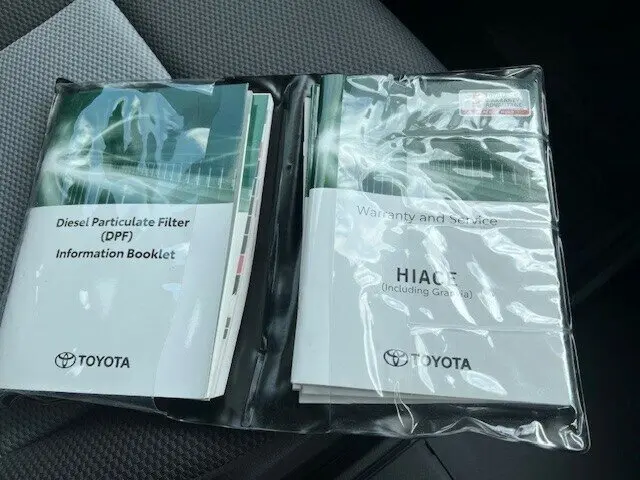 Diesel Particulate Filter
(DPF)
Information Booklet
TOYOTA
Warranty and Service
HIACE
(Including Granvia)
TOYOTA